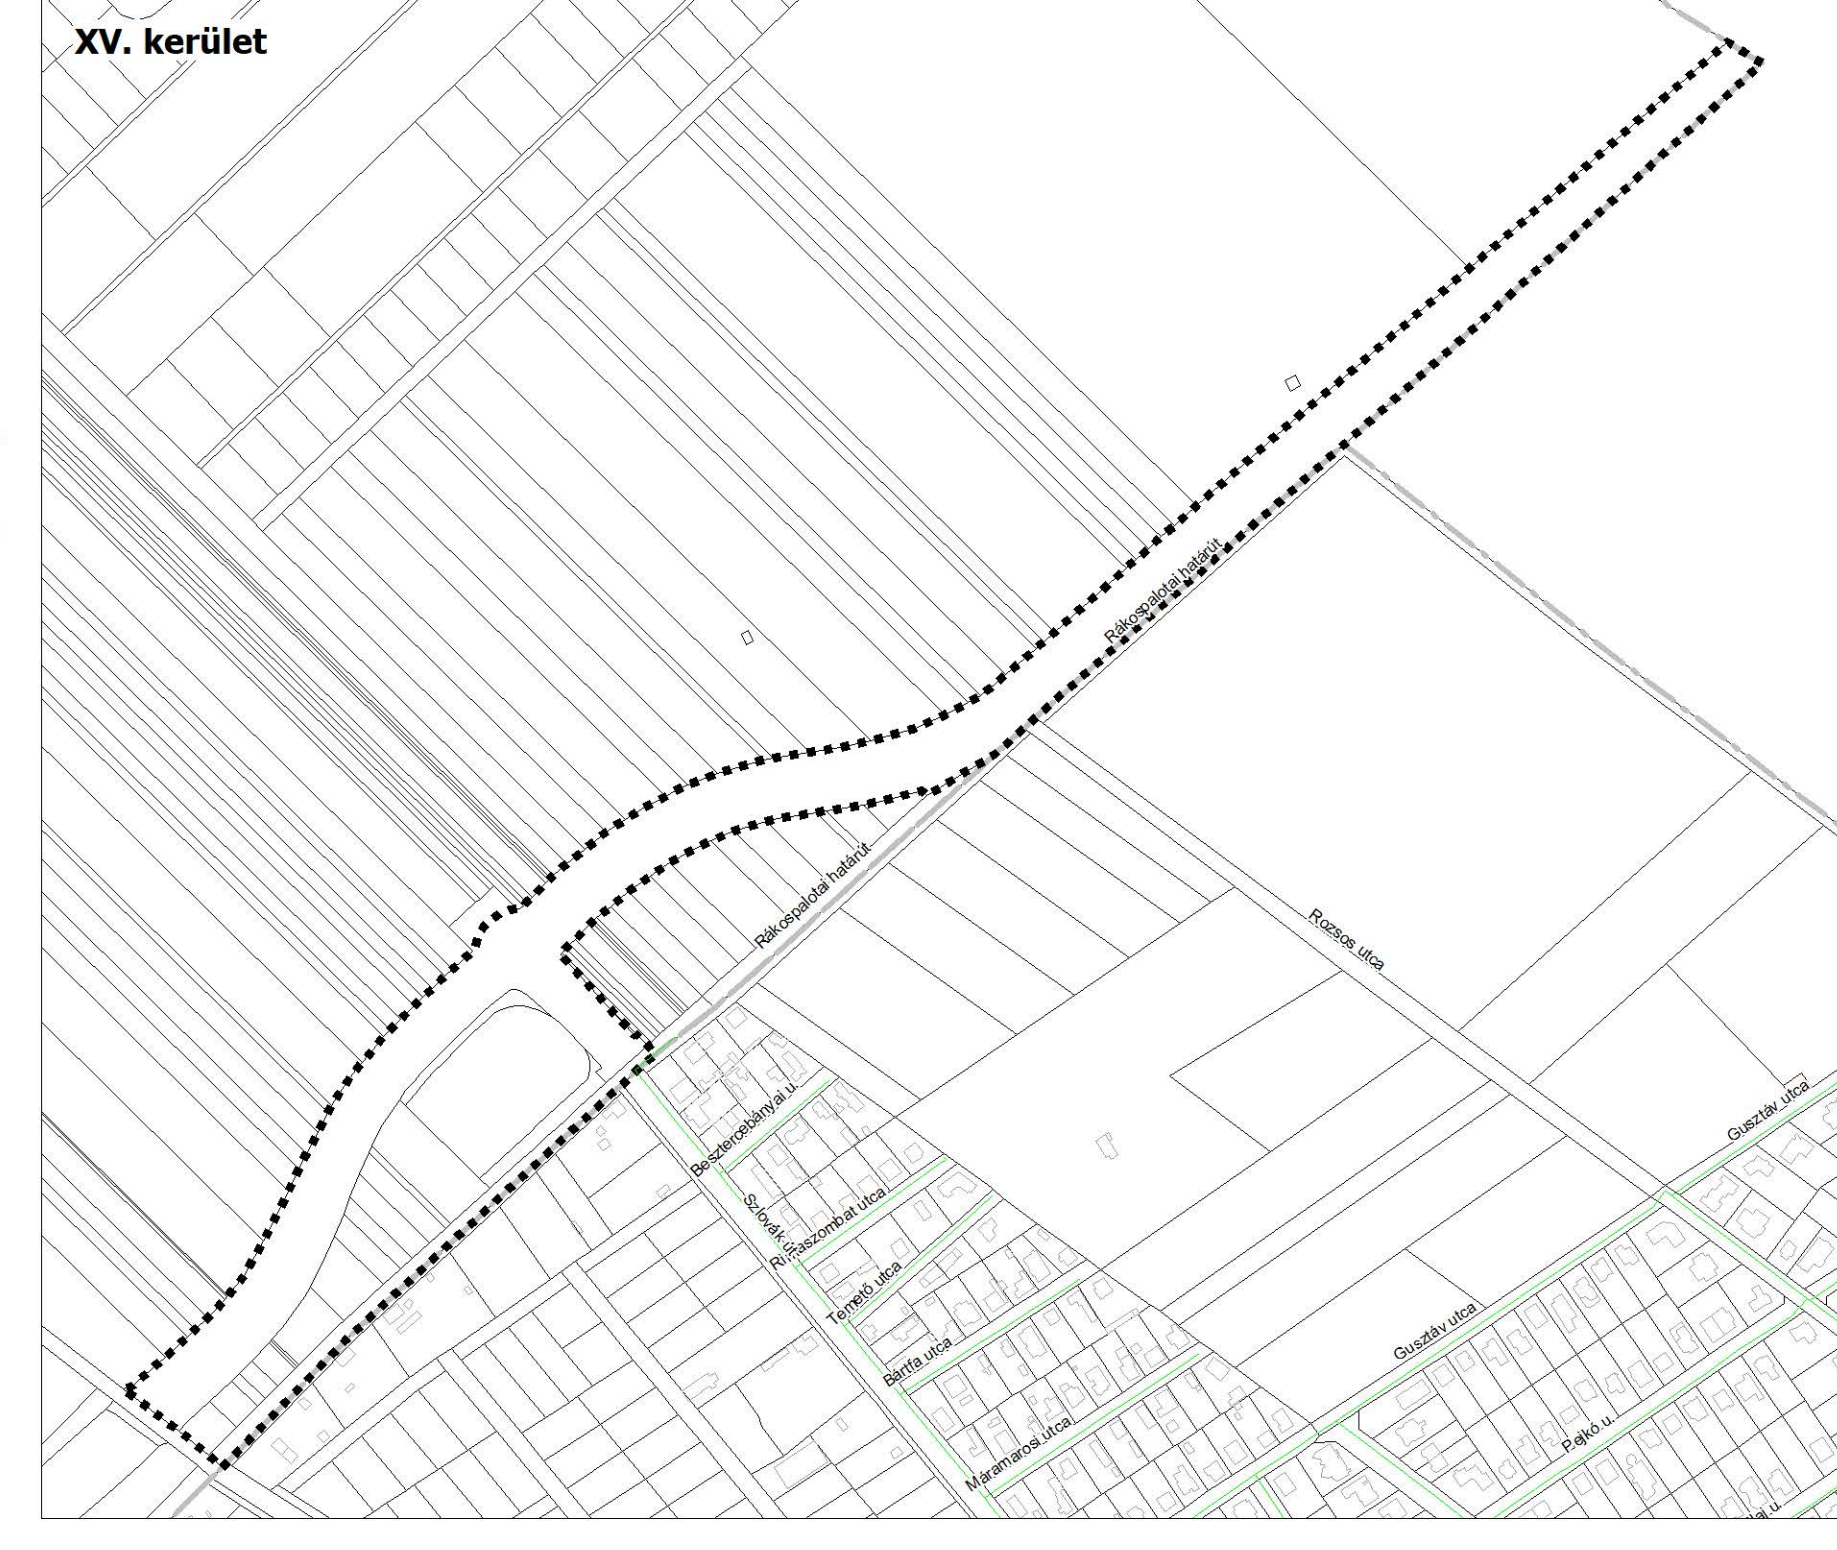 XV. kerület
Rákospalotai határút
Rákospalotai határút
Rozsos utca
Gusztáv utca
Besztercebányai u.
Szlovák út
Rimaszombat utca
Temető utca
Bártfa utca
Gusztáv utca
Máramarosi utca
Pejkó u.